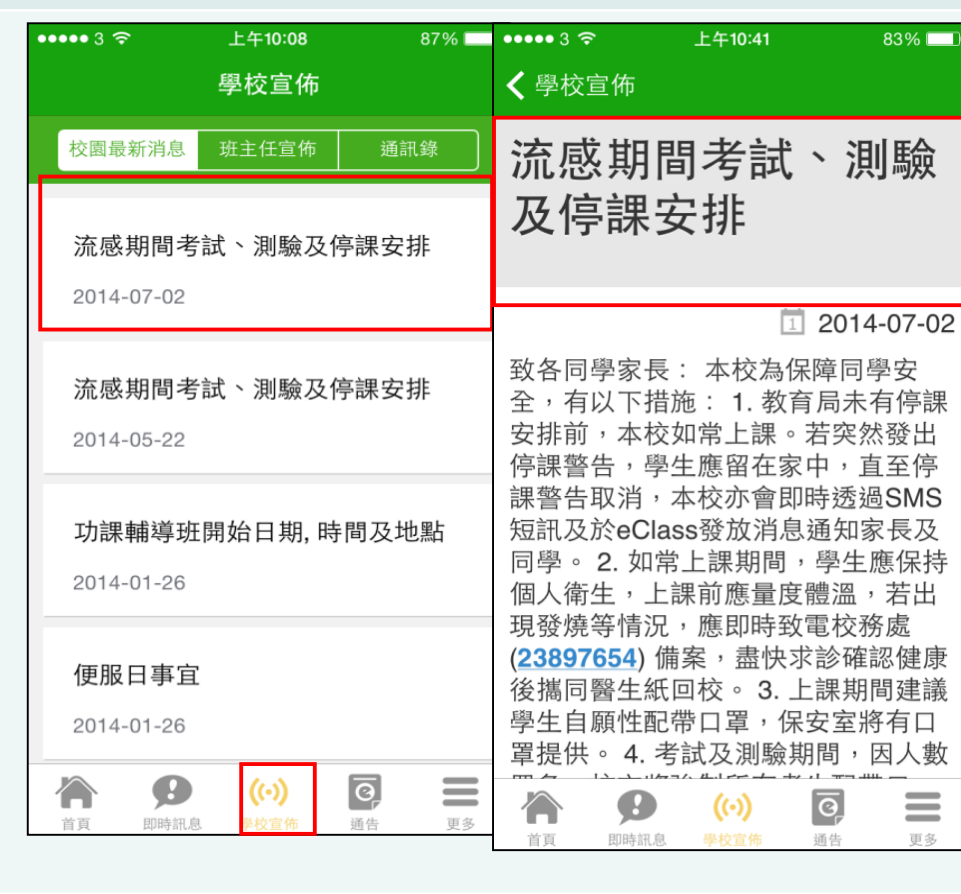 3 上午10:08 87%
學校宣佈
校園最新消息 班主任宣佈 通訊錄
流感期間考試、測驗及停課安排
2014-07-02
流感期間考試、測驗及停課安排
2014-05-22
功課輔導班開始日期, 時間及地點
2014-01-26
便服日事宜
2014-01-26
首頁 即時訊息 學校宣佈 通告 更多
3 上午10:41 83%
學校宣佈
流感期間考試、測驗
及停課安排
1 2014-07-02
致各同學家長： 本校為保障同學安
全，有以下措施： 1. 教育局未有停課
安排前，本校如常上課。若突然發出
停課警告，學生應留在家中，直至停
課警告取消，本校亦會即時透過SMS
短訊及於eClass發放消息通知家長及
同學。 2. 如常上課期間，學生應保持
個人衛生，上課前應量度體溫，若出
現發燒等情況，應即時致電校務處
(23897654) 備案，盡快求診確認健康
後攜同醫生紙回校。 3. 上課期間建議
學生自願性配帶口罩，保安室將有口
罩提供。 4. 考試及測驗期間，因人數
首頁 即時訊息 學校宣佈 通告 更多